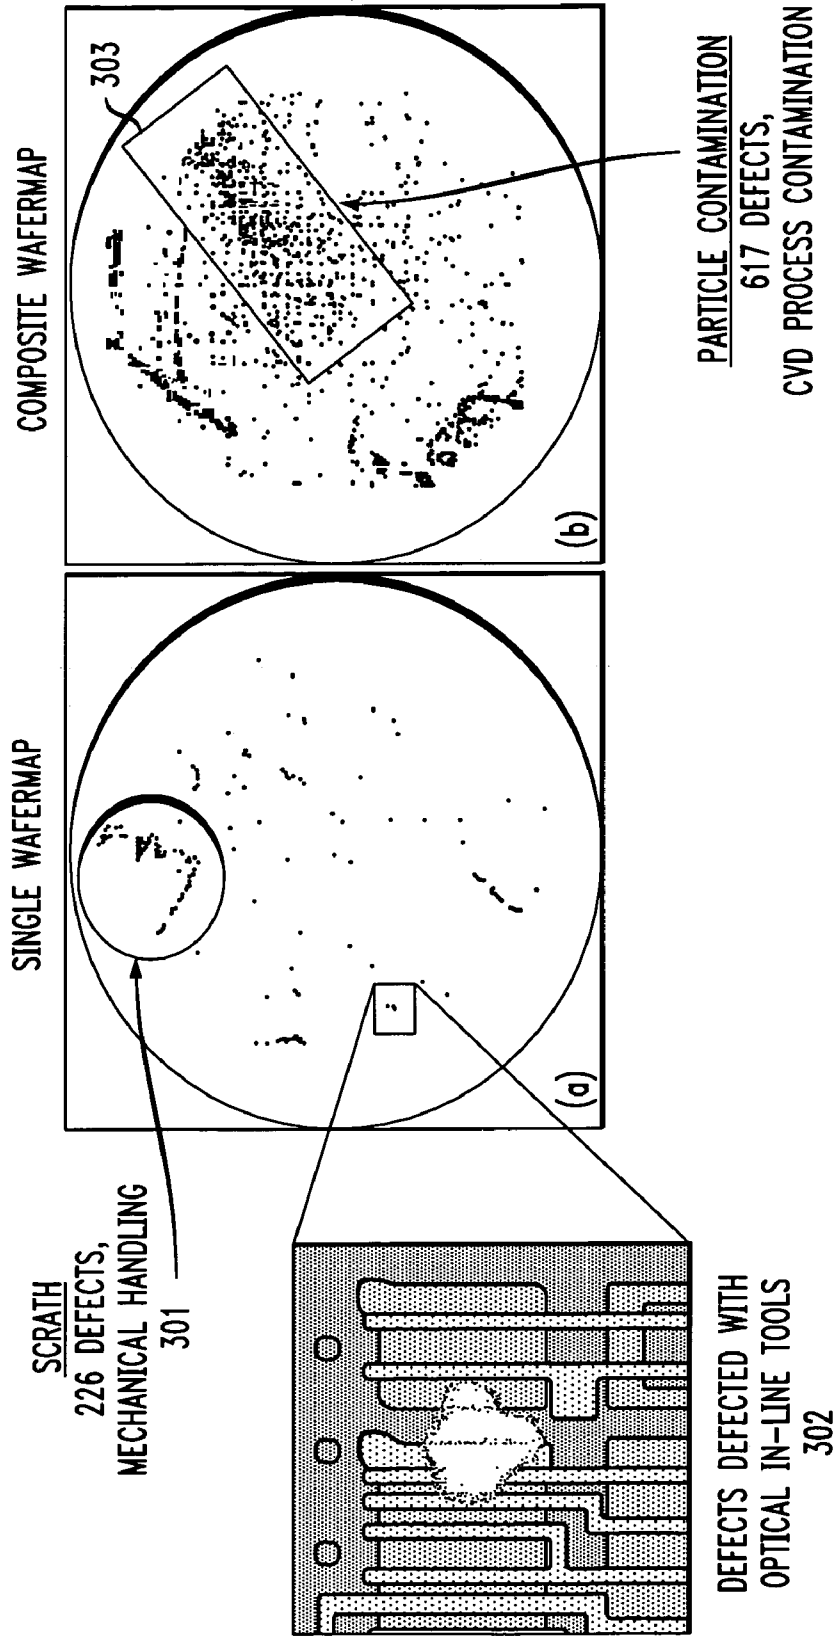 SINGLE WAFERMAP
COMPOSITE WAFERMAP
SCRATH
226 DEFECTS,
MECHANICAL HANDLING
301
303
(a)
(b)
DEFECTS DEFECTED WITH
OPTICAL IN-LINE TOOLS
302
PARTICLE CONTAMINATION
617 DEFECTS,
CVD PROCESS CONTAMINATION